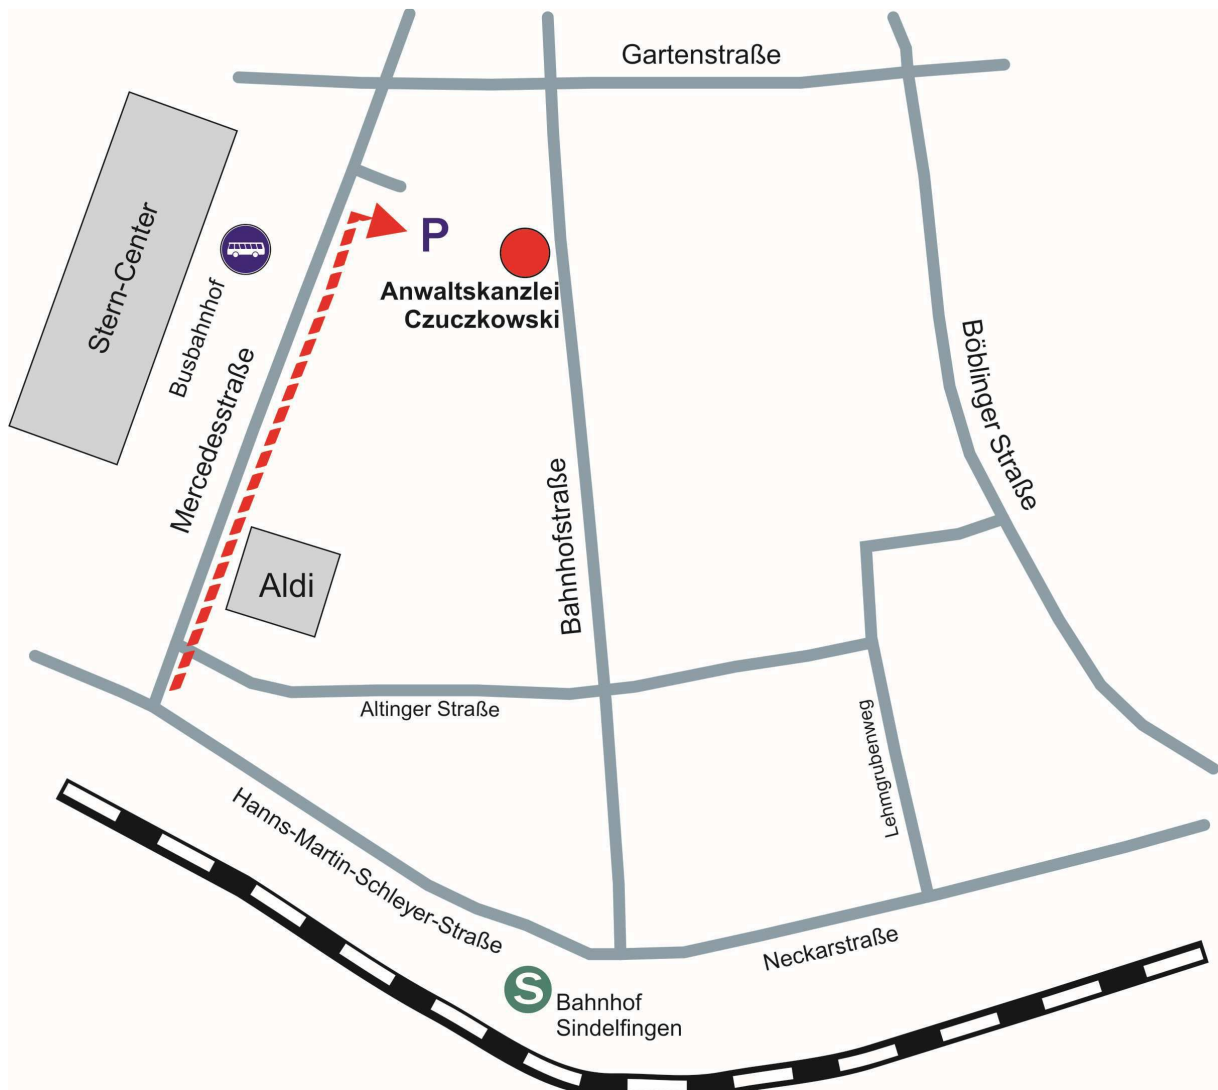 Gartenstraße
Stern-Center
Busbahnhof
P
Anwaltskanzlei
Czuczkowski
Mercedesstraße
Böblinger Straße
Bahnhofstraße
Aldi
Altinger Straße
Lehmgrubenweg
Hanns-Martin-Schleyer-Straße
Neckarstraße
S
Bahnhof
Sindelfingen